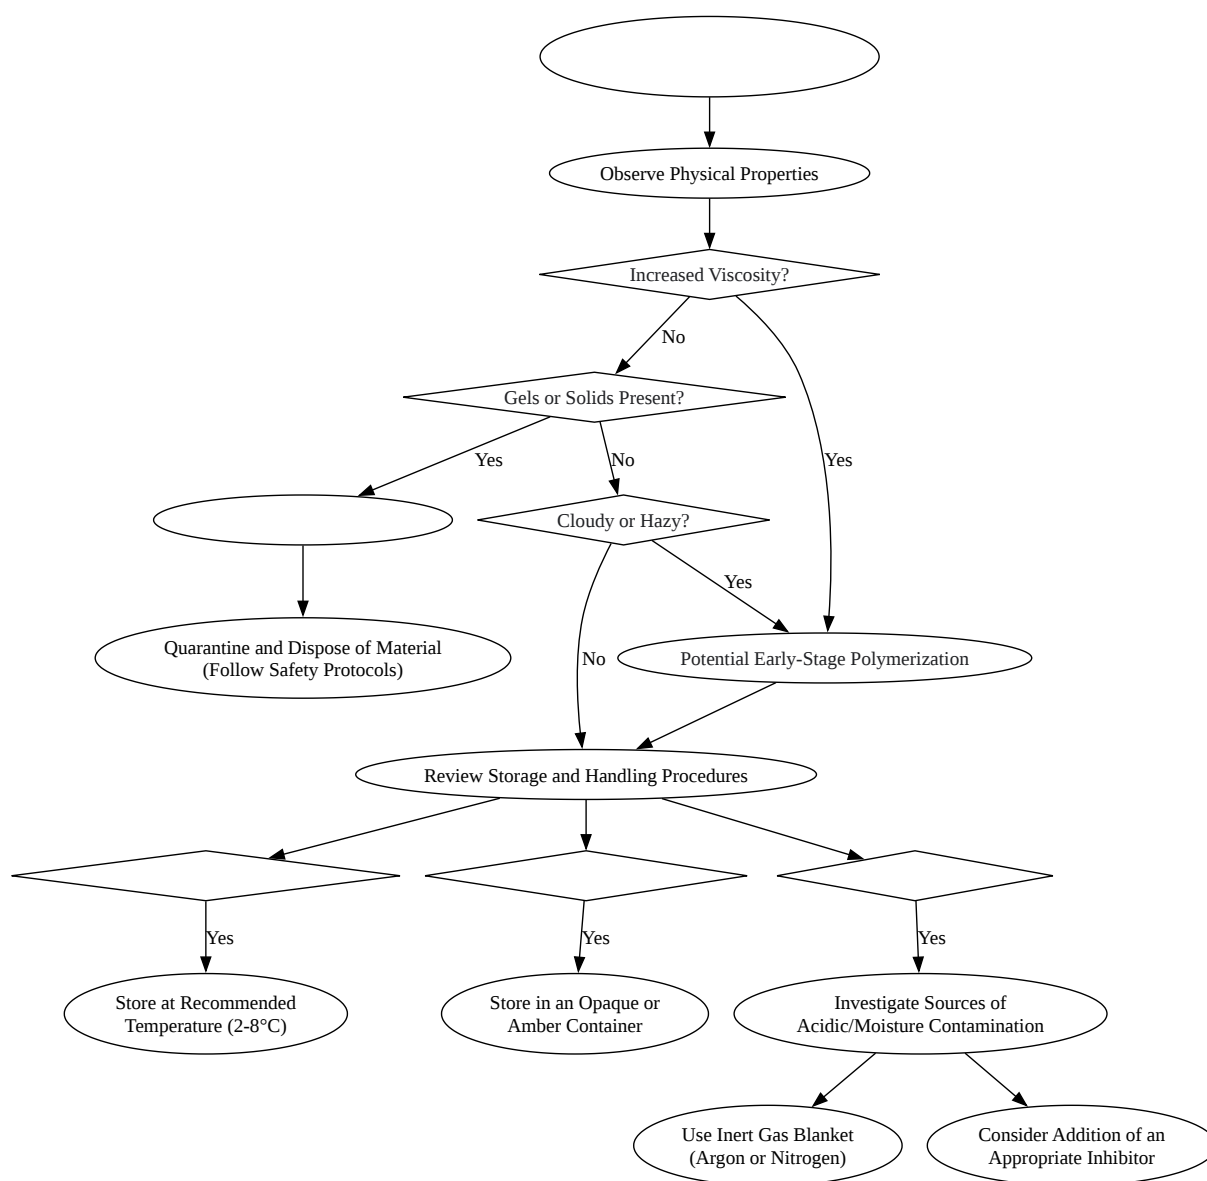 Observe Physical Properties
Increased Viscosity?
No
Gels or Solids Present?
Yes
No
Yes
Cloudy or Hazy?
Yes
Quarantine and Dispose of Material
(Follow Safety Protocols)
No
Potential Early-Stage Polymerization
Review Storage and Handling Procedures
Yes
Yes
Yes
Store at Recommended
Temperature (2-8°C)
Store in an Opaque or
Amber Container
Investigate Sources of
Acidic/Moisture Contamination
Use Inert Gas Blanket
(Argon or Nitrogen)
Consider Addition of an
Appropriate Inhibitor